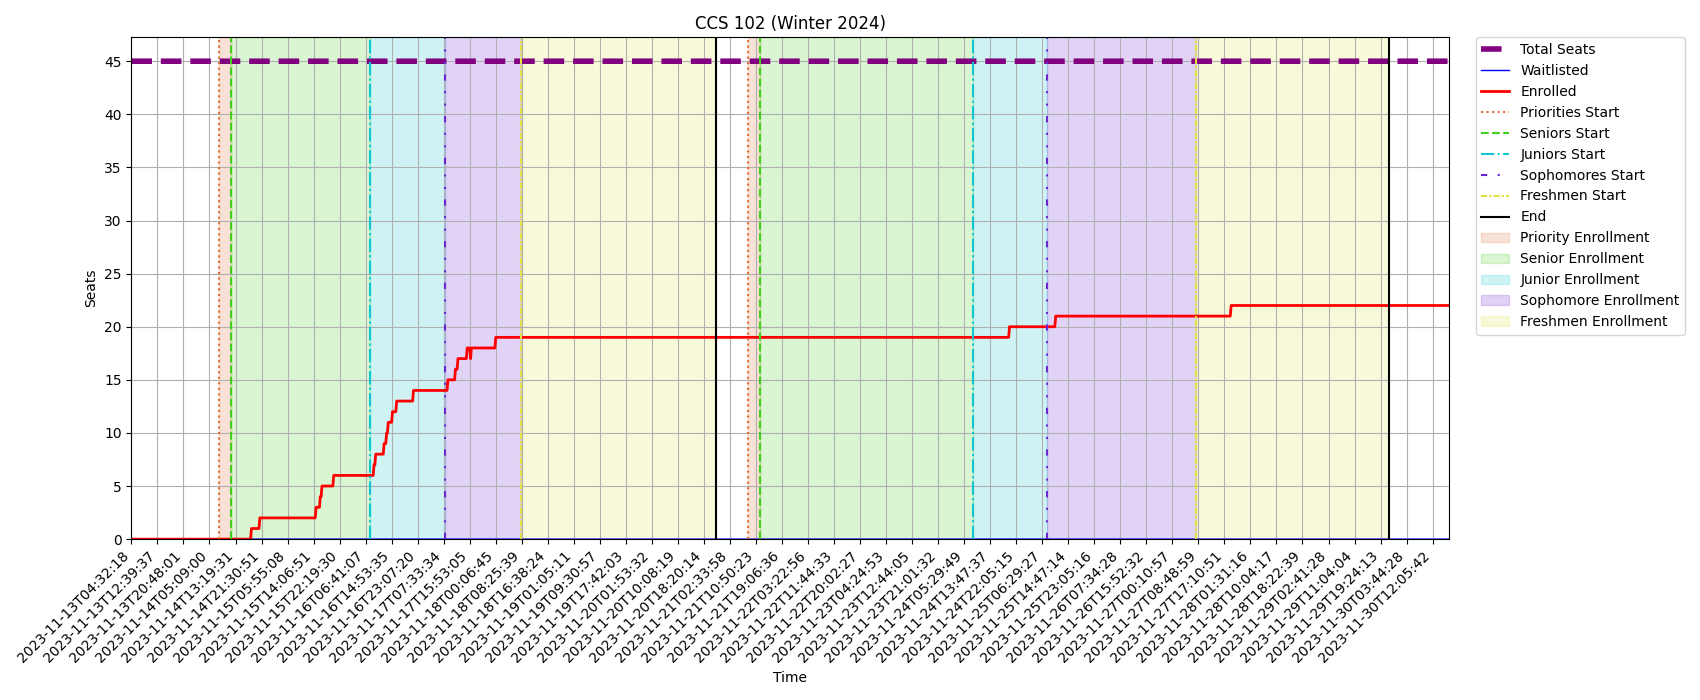 CCS 102 (Winter 2024)
Seats
45
40
35
30
25
20
15
10
5
0
2023-11-13T04:32:18
2023-11-13T12:39:37
2023-11-13T20:48:01
2023-11-14T05:09:00
2023-11-14T13:19:31
2023-11-14T21:30:51
2023-11-15T05:55:08
2023-11-15T14:06:51
2023-11-15T22:19:30
2023-11-16T06:41:07
2023-11-16T14:53:35
2023-11-16T23:07:20
2023-11-17T07:33:34
2023-11-17T15:53:05
2023-11-18T00:06:45
2023-11-18T08:25:39
2023-11-18T16:38:24
2023-11-19T01:05:11
2023-11-19T09:30:57
2023-11-19T17:42:03
2023-11-20T01:53:32
2023-11-20T10:08:19
2023-11-20T18:20:14
2023-11-21T02:33:58
2023-11-21T10:50:23
2023-11-21T19:06:36
2023-11-22T03:22:56
2023-11-22T11:44:33
2023-11-22T20:02:27
2023-11-23T04:24:53
2023-11-23T12:44:05
2023-11-23T21:01:32
2023-11-24T05:29:49
2023-11-24T13:47:37
2023-11-24T22:05:15
2023-11-25T06:29:27
2023-11-25T14:47:14
2023-11-25T23:05:16
2023-11-26T07:34:28
2023-11-26T15:52:32
2023-11-27T00:10:57
2023-11-27T08:48:59
2023-11-27T17:10:51
2023-11-28T01:31:16
2023-11-28T10:04:17
2023-11-28T18:22:39
2023-11-29T02:41:28
2023-11-29T11:04:04
2023-11-29T19:24:13
2023-11-30T03:44:28
2023-11-30T12:05:42
Time
Total Seats
Waitlisted
Enrolled
Priorities Start
Seniors Start
Juniors Start
Sophomores Start
Freshmen Start
End
Priority Enrollment
Senior Enrollment
Junior Enrollment
Sophomore Enrollment
Freshmen Enrollment